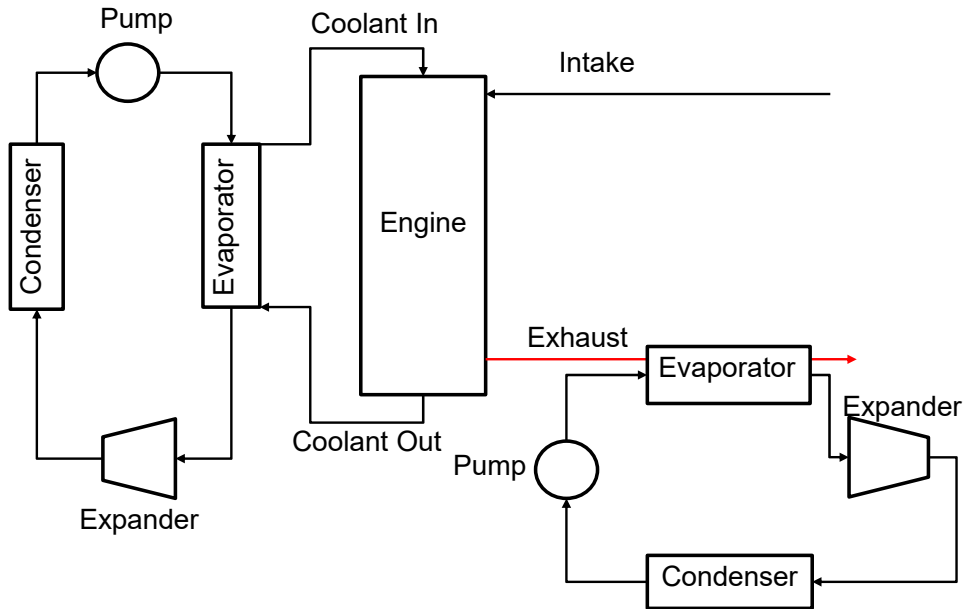 Pump
Coolant In
Intake
Condenser
Evaporator
Engine
Exhaust
Evaporator
Expander
Coolant Out
Pump
Expander
Condenser